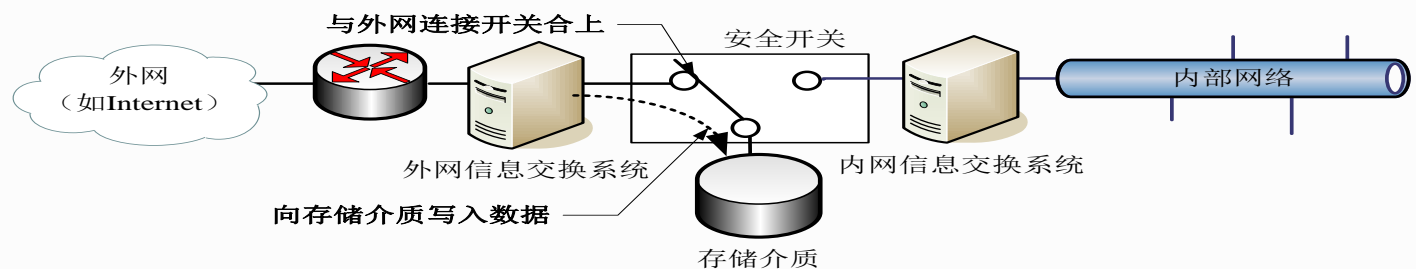 与外网连接开关合上
安全开关
外网
（如Internet）
内部网络
外网信息交换系统
内网信息交换系统
向存储介质写入数据
存储介质